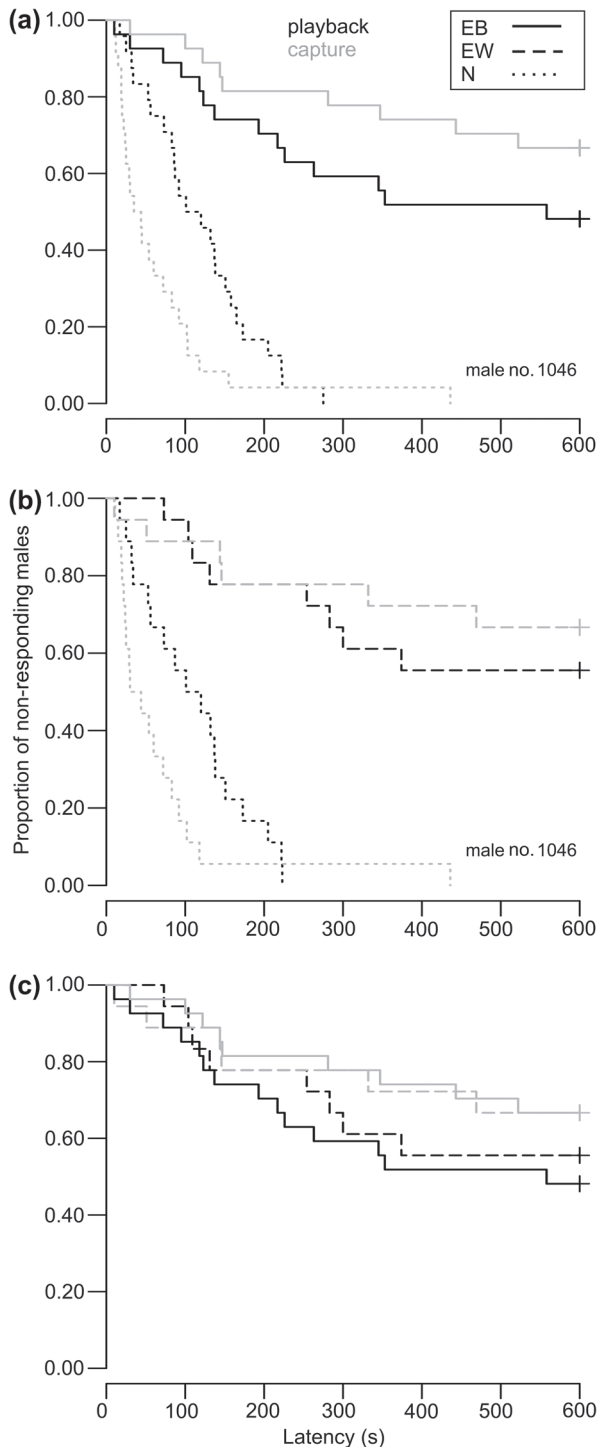 (a)
playback
capture
EB
EW
N
1.00
0.80
0.60
0.40
0.20
0.00
male no. 1046
0 100 200 300 400 500 600
(b)
Proportion of non-responding males
1.00
0.80
0.60
0.40
0.20
0.00
male no. 1046
0 100 200 300 400 500 600
(c)
1.00
0.80
0.60
0.40
0.20
0.00
0 100 200 300 400 500 600
Latency (s)